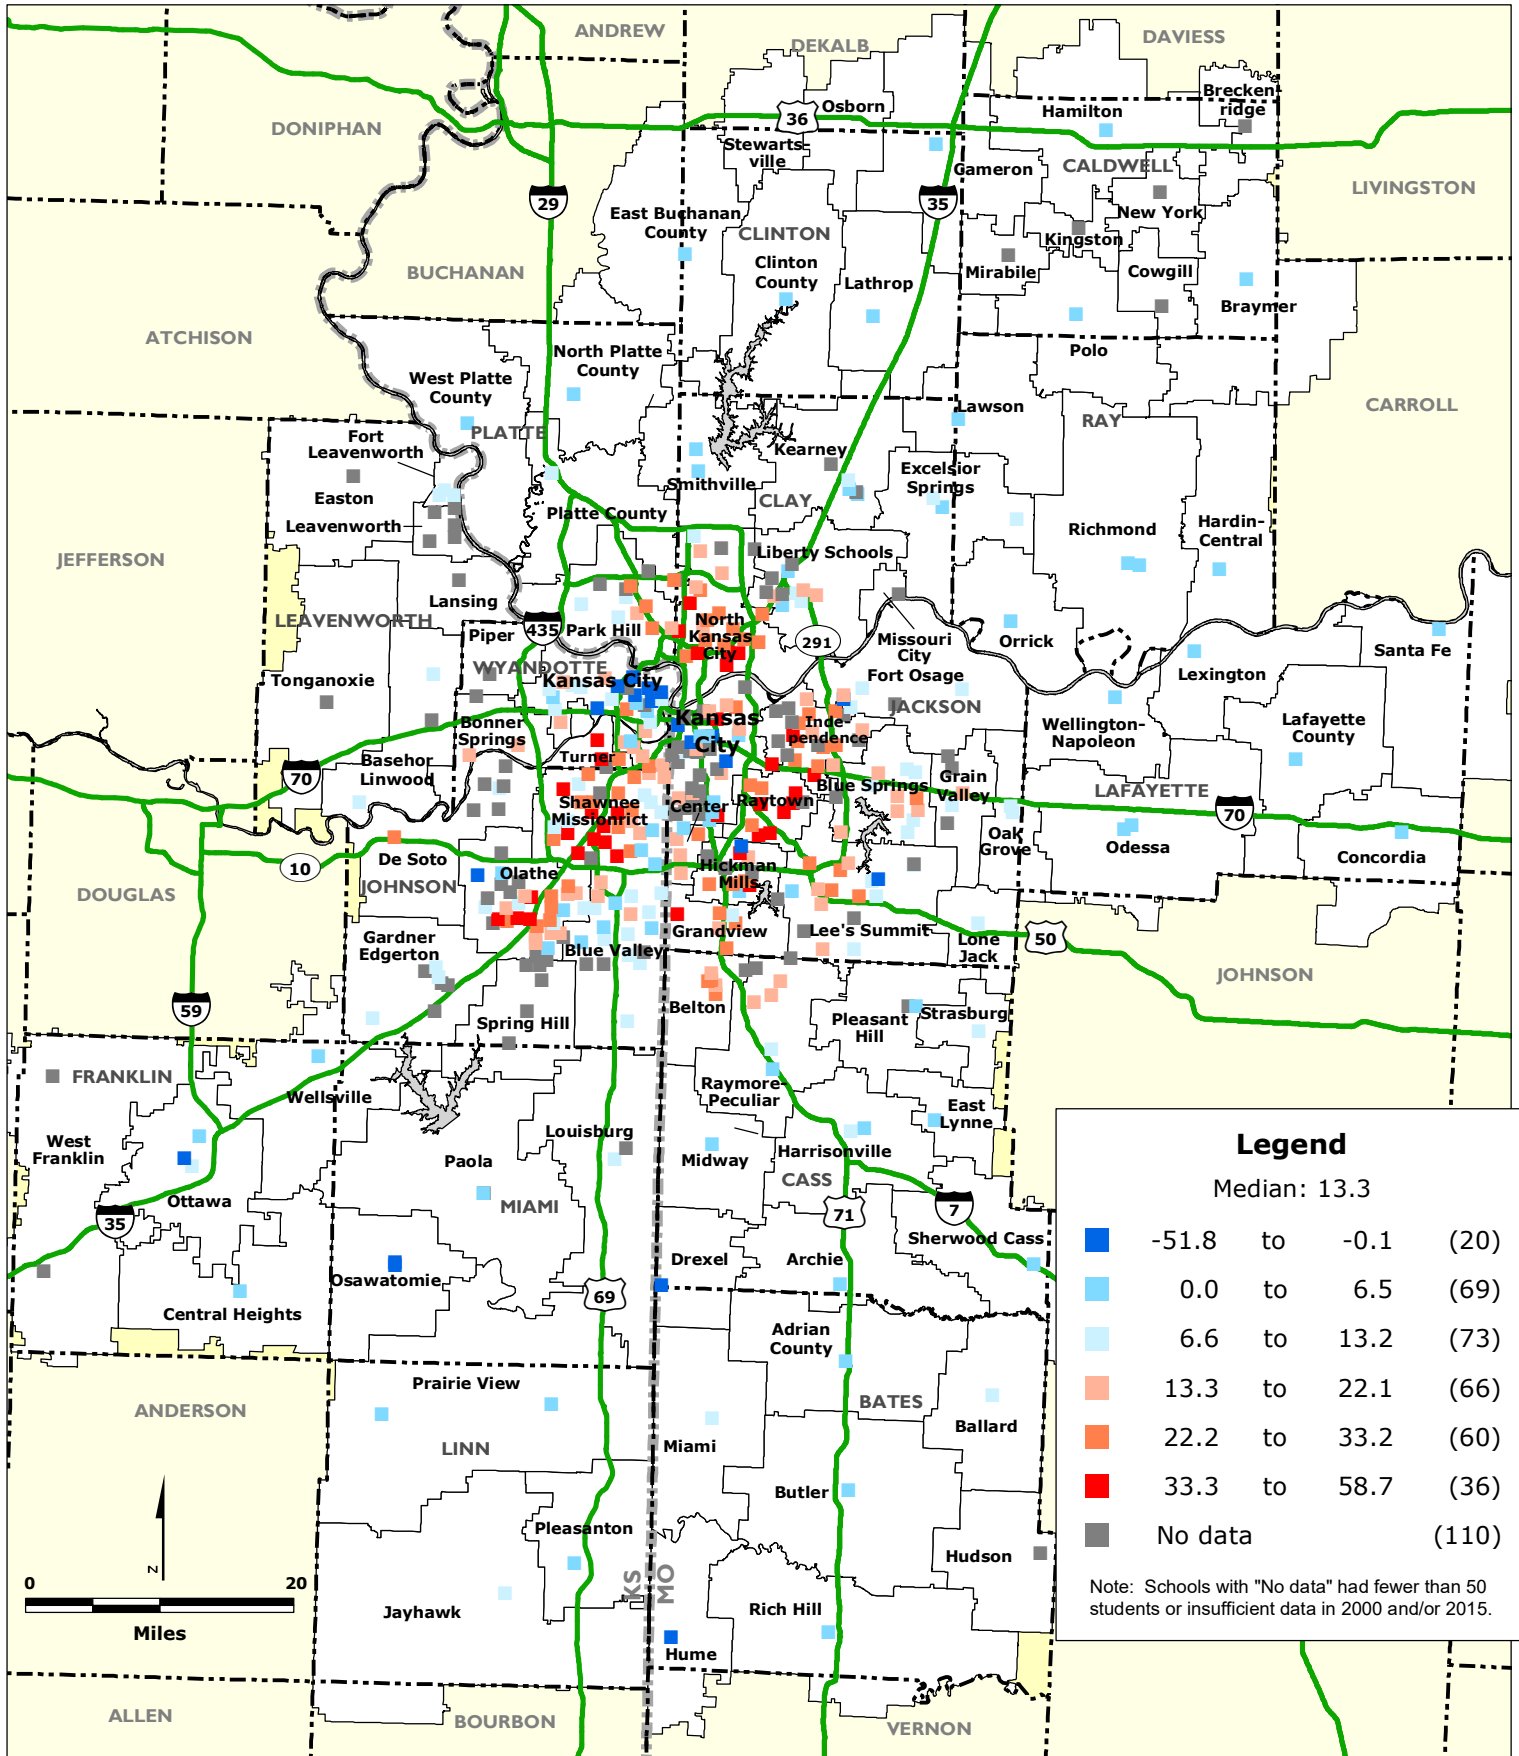 ANDREW
DEKALB
DAVIESS
Brecken-
ridge
Osborn
Hamilton
36
DONIPHAN
Stewarts-
ville
Cameron
CALDWELL
LIVINGSTON
29
35
New York
East Buchanan
County
CLINTON
Kingston
BUCHANAN
Clinton
County
Lathrop
Mirabile
Cowgill
Braymer
ATCHISON
North Platte
County
Polo
West Platte
County
Lawson
CARROLL
PLATTE
RAY
Fort
Leavenworth
Kearney
Excelsior
Springs
Easton
Smithville
CLAY
Platte County
Leavenworth
Richmond
Hardin-
Central
JEFFERSON
Liberty Schools
Lansing
LEAVENWORTH
435
Park Hill
North
Kansas
City
291
Missouri
City
Orrick
Piper
Santa Fe
WYANDOTTE
Kansas City
Fort Osage
Lexington
Tonganoxie
JACKSON
Bonner
Springs
Kansas
City
Inde-
pendence
Wellington-
Napoleon
Lafayette
County
Turner
70
Basehor
Linwood
Blue Springs
Grain
Valley
LAFAYETTE
70
Shawnee
Missionrict
Center
Raytown
Oak
Grove
Odessa
Concordia
10
De Soto
Olathe
Hickman
Mills
JOHNSON
DOUGLAS
Grandview
Lee's Summit
Lone
Jack
50
Gardner
Edgerton
Blue Valley
JOHNSON
59
Belton
Pleasant
Hill
Strasburg
Spring Hill
FRANKLIN
Wellsville
Raymore-
Peculiar
East
Lynne
West
Franklin
Louisburg
Paola
Midway
Harrisonville
CASS
Ottawa
MIAMI
35
71
7
Sherwood Cass
Drexel
Archie
Osawatomie
69
Central Heights
Adrian
County
Prairie View
BATES
ANDERSON
Ballard
LINN
Miami
Butler
Pleasanton
Hudson
KS
MO
N
0
20
Miles
Jayhawk
Rich Hill
Hume
ALLEN
BOURBON
VERNON
Legend
Median: 13.3
-51.8 to -0.1 (20)
0.0 to 6.5 (69)
6.6 to 13.2 (73)
13.3 to 22.1 (66)
22.2 to 33.2 (60)
33.3 to 58.7 (36)
No data (110)
Note: Schools with "No data" had fewer than 50
students or insufficient data in 2000 and/or 2015.